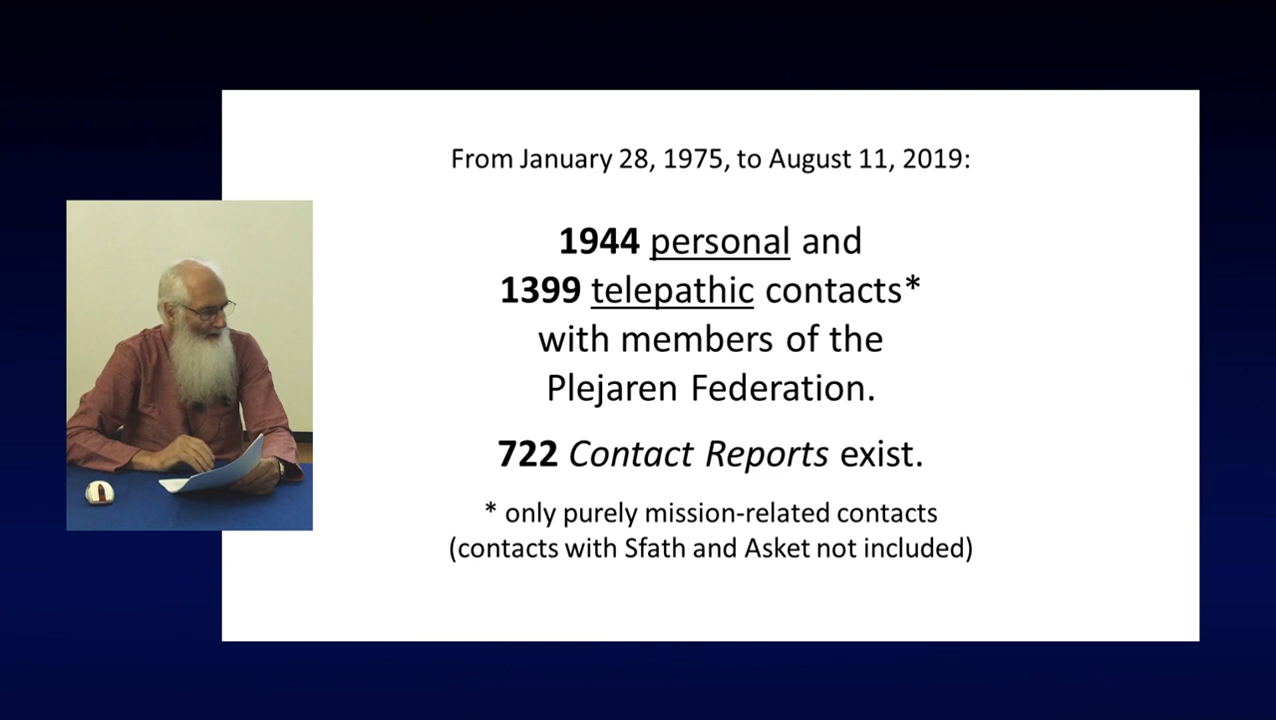 From January 28, 1975, to August 11, 2019:
1944 personal and
1399 telepathic contacts*
with members of the
Plejaren Federation.
722 Contact Reports exist.
* only purely mission-related contacts
(contacts with Sfath and Asket not included)